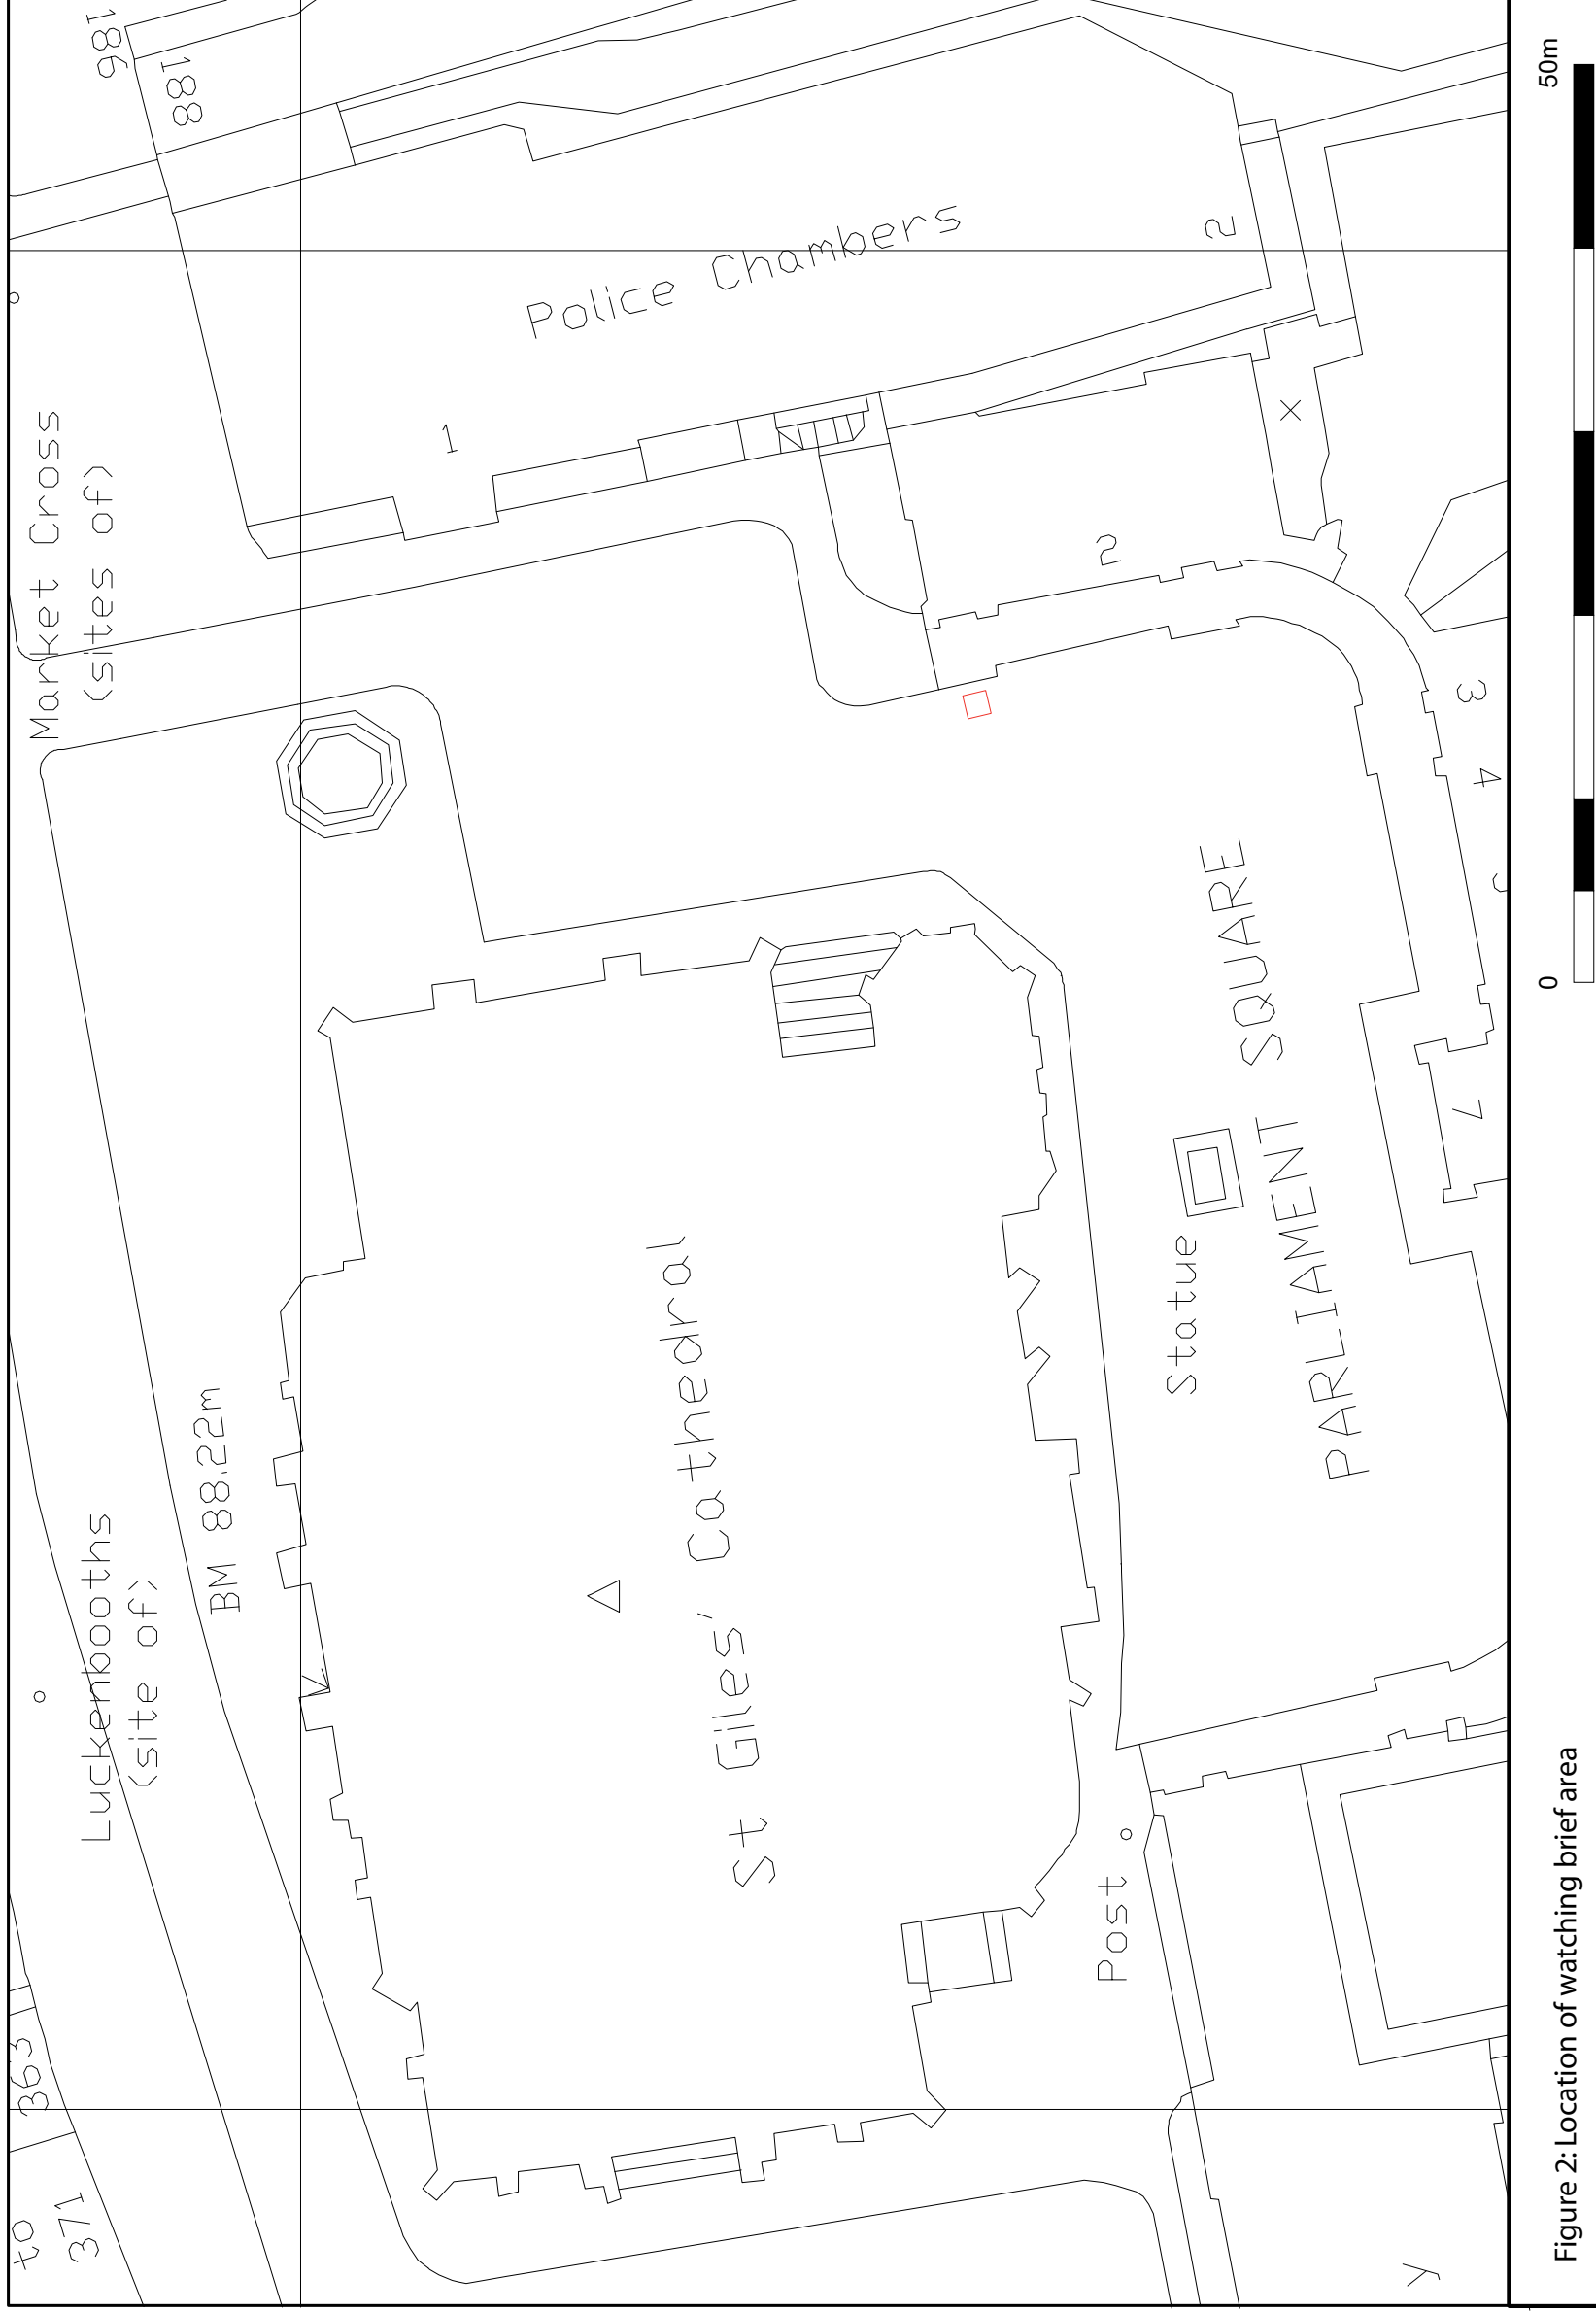 to
371
363
Luckenbooths
(site of)
BM 88.22m
Market Cross
(sites of)
186
188
1
Police Chambers
2
St Giles' Cathedral
2
3
4
7
Statue
PARLIAMENT SQUARE
Post
y
0
50m
Figure 2: Location of watching brief area